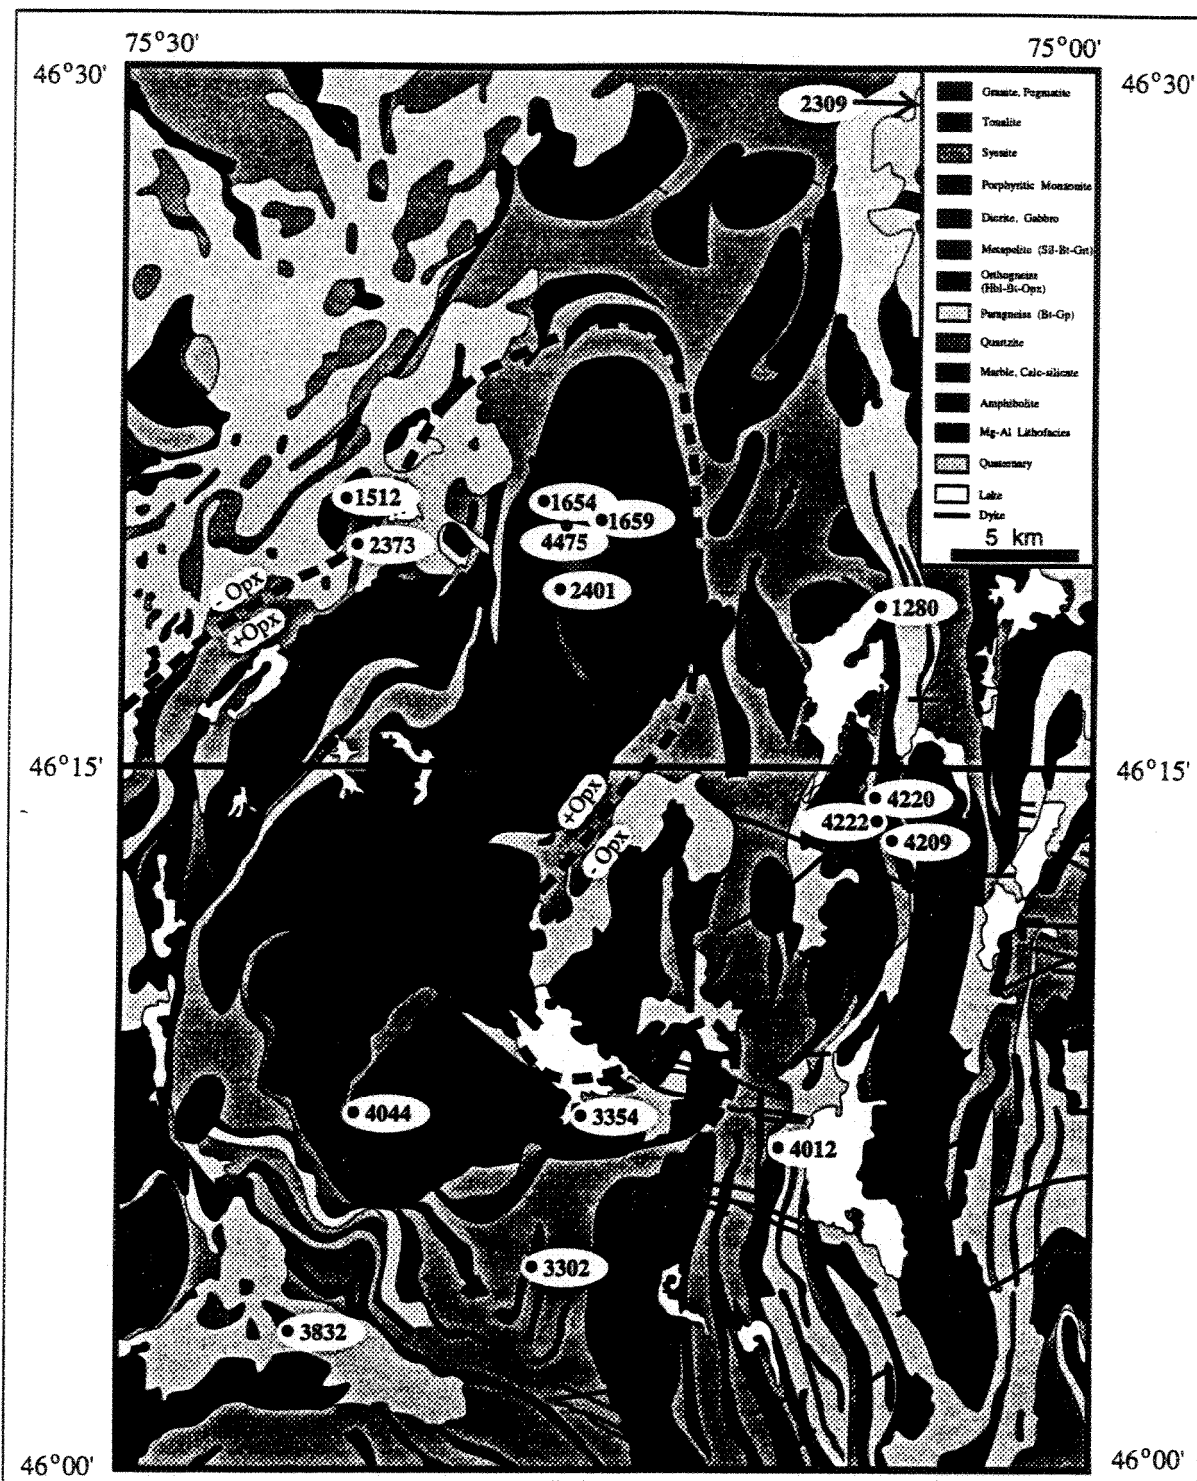 75°30'
75°00'
46°30'
46°30'
2309
Granite, Pegmatite
Tonalite
Syenite
Porphyritic Monzonite
Diorite, Gabbro
Metapelite (Sil-Bt-Grt)
Orthogneiss
(Hbl-Bt-Opx)
Paragneiss (Bt-Gp)
Quartzite
Marble, Calc-silicate
Amphibolite
Mg-Al Lithofacies
Quaternary
Lake
Dyke
5 km
1512
1654
1659
4475
2373
2401
- Opx
+Opx
1280
46°15'
46°15'
+Opx
- Opx
4220
4222
4209
4044
3354
4012
3302
3832
46°00'
46°00'